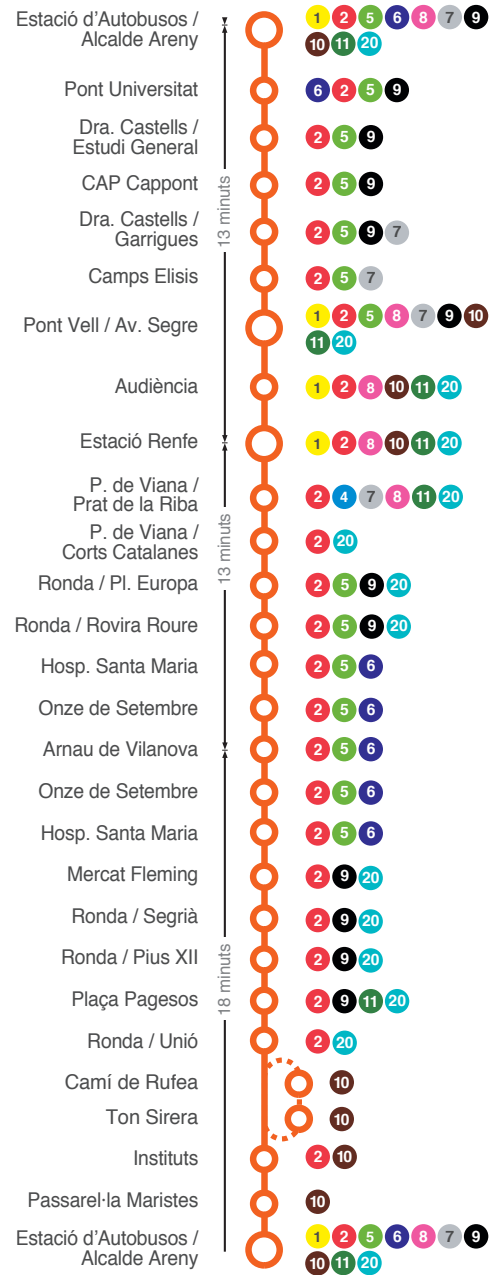 Estació d'Autobusos /
Alcalde Areny
1 2 5 6 8 7 9
10 11 20
Pont Universitat
6 2 5 9
Dra. Castells /
Estudi General
2 5 9
CAP Cappont
2 5 9
Dra. Castells /
Garrigues
2 5 9 7
13 minuts
Camps Elisis
2 5 7
Pont Vell / Av. Segre
1 2 5 8 7 9 10
11 20
Audiència
1 2 8 10 11 20
Estació Renfe
1 2 8 10 11 20
P. de Viana /
Prat de la Riba
2 4 7 8 11 20
P. de Viana /
Corts Catalanes
2 20
13 minuts
Ronda / Pl. Europa
2 5 9 20
Ronda / Rovira Roure
2 5 9 20
Hosp. Santa Maria
2 5 6
Onze de Setembre
2 5 6
Arnau de Vilanova
2 5 6
Onze de Setembre
2 5 6
Hosp. Santa Maria
2 5 6
Mercat Fleming
2 9 20
Ronda / Segrià
2 9 20
Ronda / Pius XII
2 9 20
18 minuts
Plaça Pagesos
2 9 11 20
Ronda / Unió
2 20
Camí de Rufea
10
Ton Sirera
10
Instituts
2 10
Passarel·la Maristes
10
Estació d'Autobusos /
Alcalde Areny
1 2 5 6 8 7 9
10 11 20